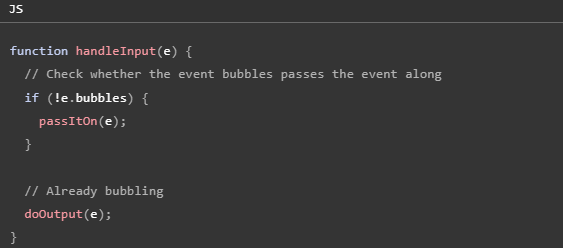 JS
function handleInput(e) {
  // Check whether the event bubbles passes the event along
  if (!e.bubbles) {
    passItOn(e);
  }
  // Already bubbling
  doOutput(e);
}